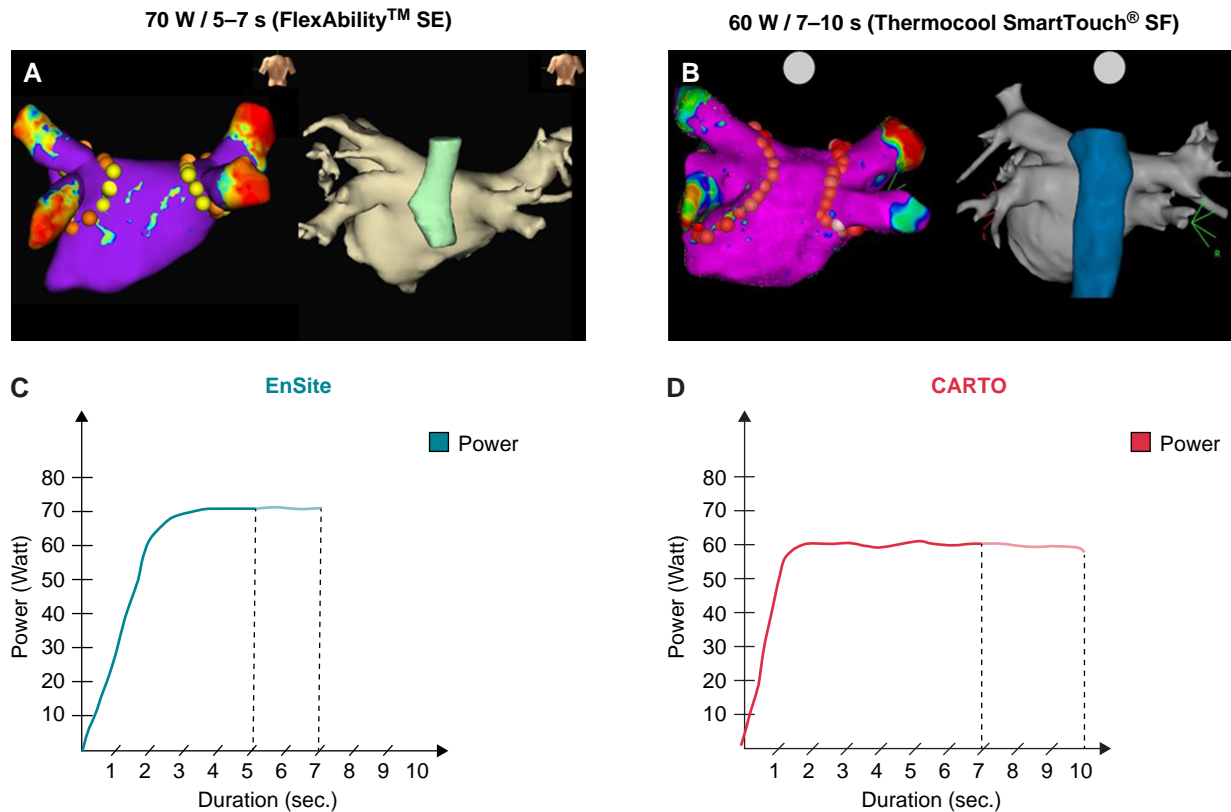 70 W / 5–7 s (FlexAbility™ SE)
60 W / 7–10 s (Thermocool SmartTouch® SF)
A
B
R
C
EnSite
Power
80
70
60
50
40
30
20
10
Power (Watt)
1 2 3 4 5 6 7 8 9 10
Duration (sec.)
D
CARTO
Power
80
70
60
50
40
30
20
10
Power (Watt)
1 2 3 4 5 6 7 8 9 10
Duration (sec.)